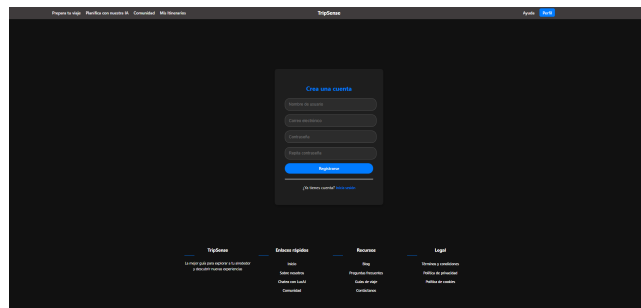 Prepara tu viaje Planifica con nuestra IA Comunidad Mis Itinerarios TripSense Ayuda Perfil
Crea una cuenta
Nombre de usuario
Correo electrónico
Contraseña
Repite contraseña
Registrarse
¿Ya tienes cuenta? Inicia sesión
TripSense
La mejor guía para explorar a tu alrededor
y descubrir nuevas experiencias
Enlaces rápidos
Inicio
Sobre nosotros
Chatea con LuxAI
Comunidad
Recursos
Blog
Preguntas frecuentes
Guías de viaje
Contáctanos
Legal
Términos y condiciones
Política de privacidad
Política de cookies